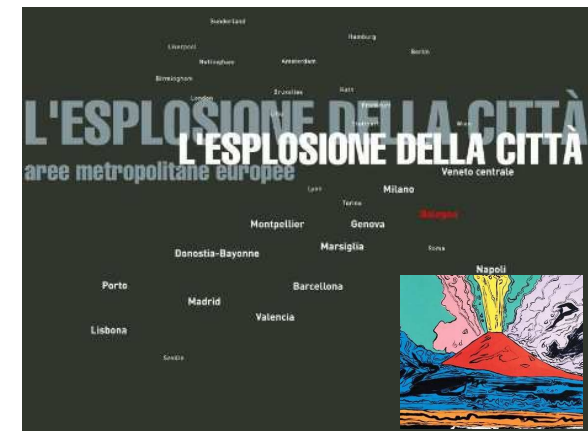 Sunderland
Hamburg
Liverpool
Berlin
Nottingham
Amsterdam
Birmingham
Bruxelles
London
L'ESPLOSIONE DELLA CITTÀ
L'ESPLOSIONE DELLA CITTÀ
aree metropolitane europee
Veneto centrale
Lyon
Milano
Torino
Bologna
Montpellier
Genova
Marsiglia
Roma
Donostia-Bayonne
Napoli
Porto
Barcellona
Madrid
Valencia
Lisbona